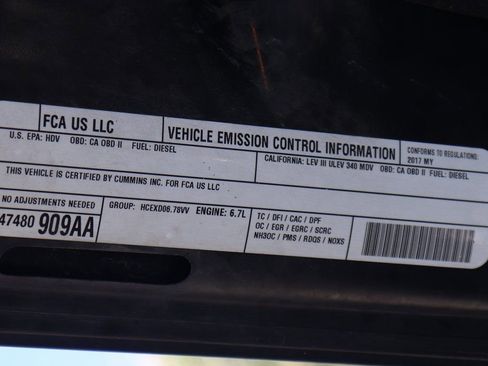 FCA US LLC
VEHICLE EMISSION CONTROL INFORMATION
CONFORMS TO REGULATIONS:
2017 MY
U.S. EPA: HDV OBD: CA OBD II FUEL: DIESEL
CALIFORNIA: LEV III ULEV 340 MDV OBD: CA OBD II FUEL: DIESEL
THIS VEHICLE IS CERTIFIED BY CUMMINS INC. FOR FCA US LLC
NO ADJUSTMENTS NEEDED
47480 909AA
GROUP: HCEXD06.78VV ENGINE: 6.7L
TC / DFI / CAC / DPF
OC / EGR / EGRC / SCRC
NH3OC / PMS / RDQS / NOXS